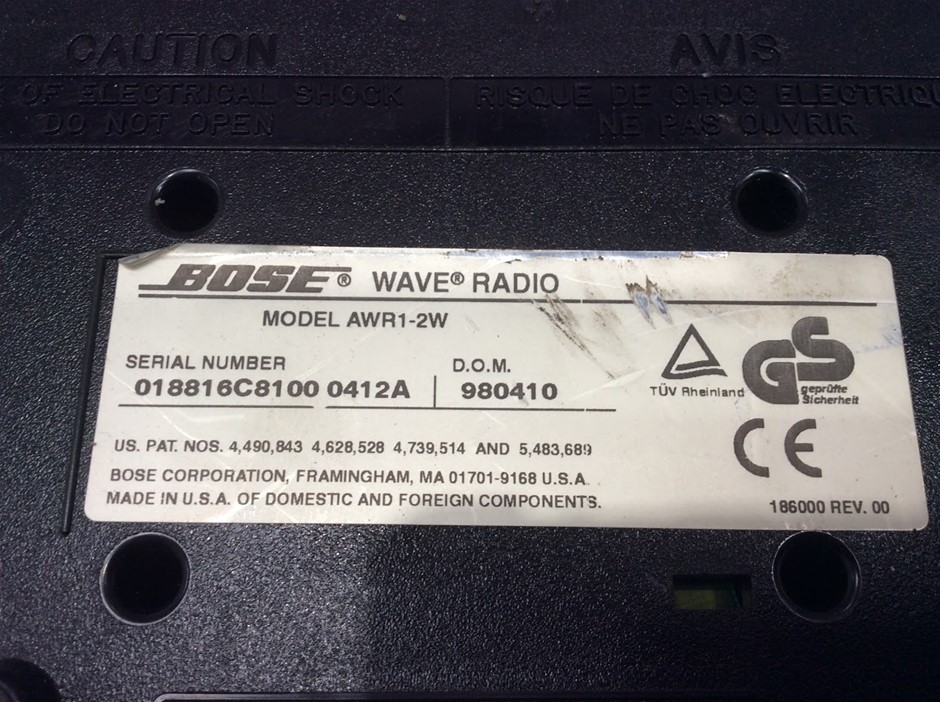 CAUTION
OF ELECTRICAL SHOCK
DO NOT OPEN
AVIS
RISQUE DE CHOC
NE PAS OUVRIR
BOSE® WAVE® RADIO
MODEL AWR1-2W
SERIAL NUMBER
018816C8100 0412A
D.O.M.
980410
TÜV Rheinland
GS
geprüfte
Sicherheit
CE
US. PAT. NOS. 4,490,843 4,628,528 4,739,514 AND 5,483,689
BOSE CORPORATION, FRAMINGHAM, MA 01701-9168 U.S.A.
MADE IN U.S.A. OF DOMESTIC AND FOREIGN COMPONENTS.
186000 REV. 00